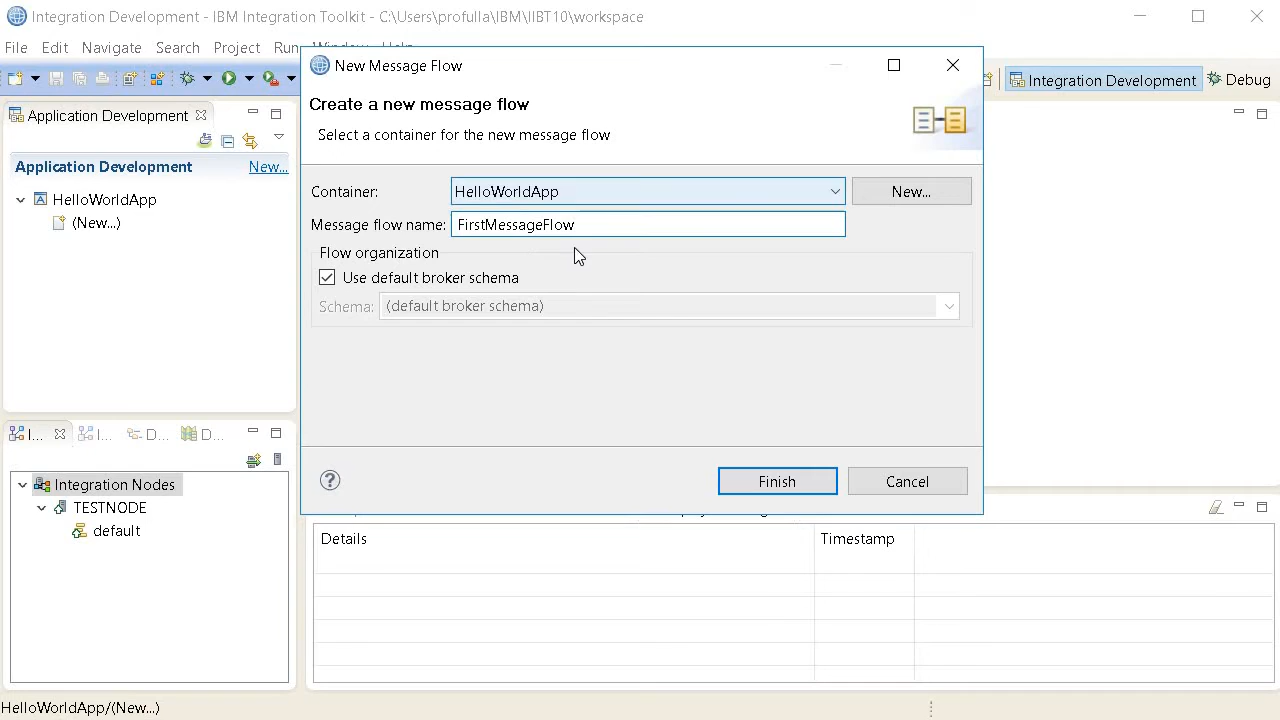 Integration Development - IBM Integration Toolkit - C:\Users\profulla\IBM\IIBT10\workspace
File Edit Navigate Search Project Run Window Help
New Message Flow
Integration Development
Debug
Application Development
Create a new message flow
Select a container for the new message flow
Application Development New...
HelloWorldApp
(New...)
Container: HelloWorldApp New...
Message flow name: FirstMessageFlow
Flow organization
Use default broker schema
Schema: (default broker schema)
I... I... D... D...
Integration Nodes
TESTNODE
default
? Finish Cancel
Details Timestamp
HelloWorldApp/(New...)